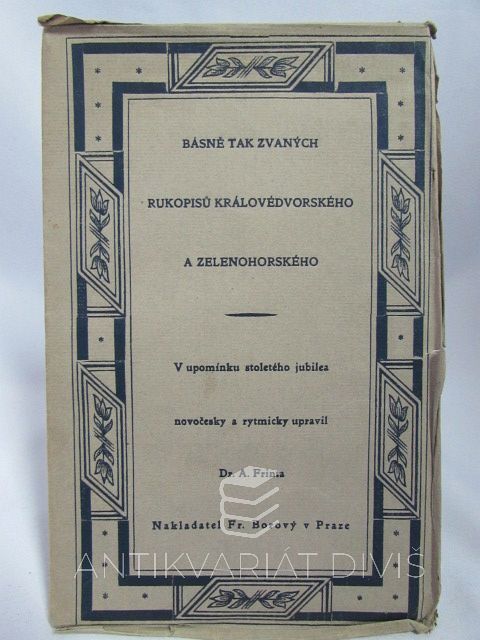 BÁSNĚ TAK ZVANÝCH
RUKOPISŮ KRÁLOVÉDVORSKÉHO
A ZELENOHORSKÉHO
V upomínku stoletého jubilea
novočesky a rytmicky upravil
Dr. A. Frinta
Nakladatel Fr. Borový v Praze
ANTIKVARIÁT DIVIŠ